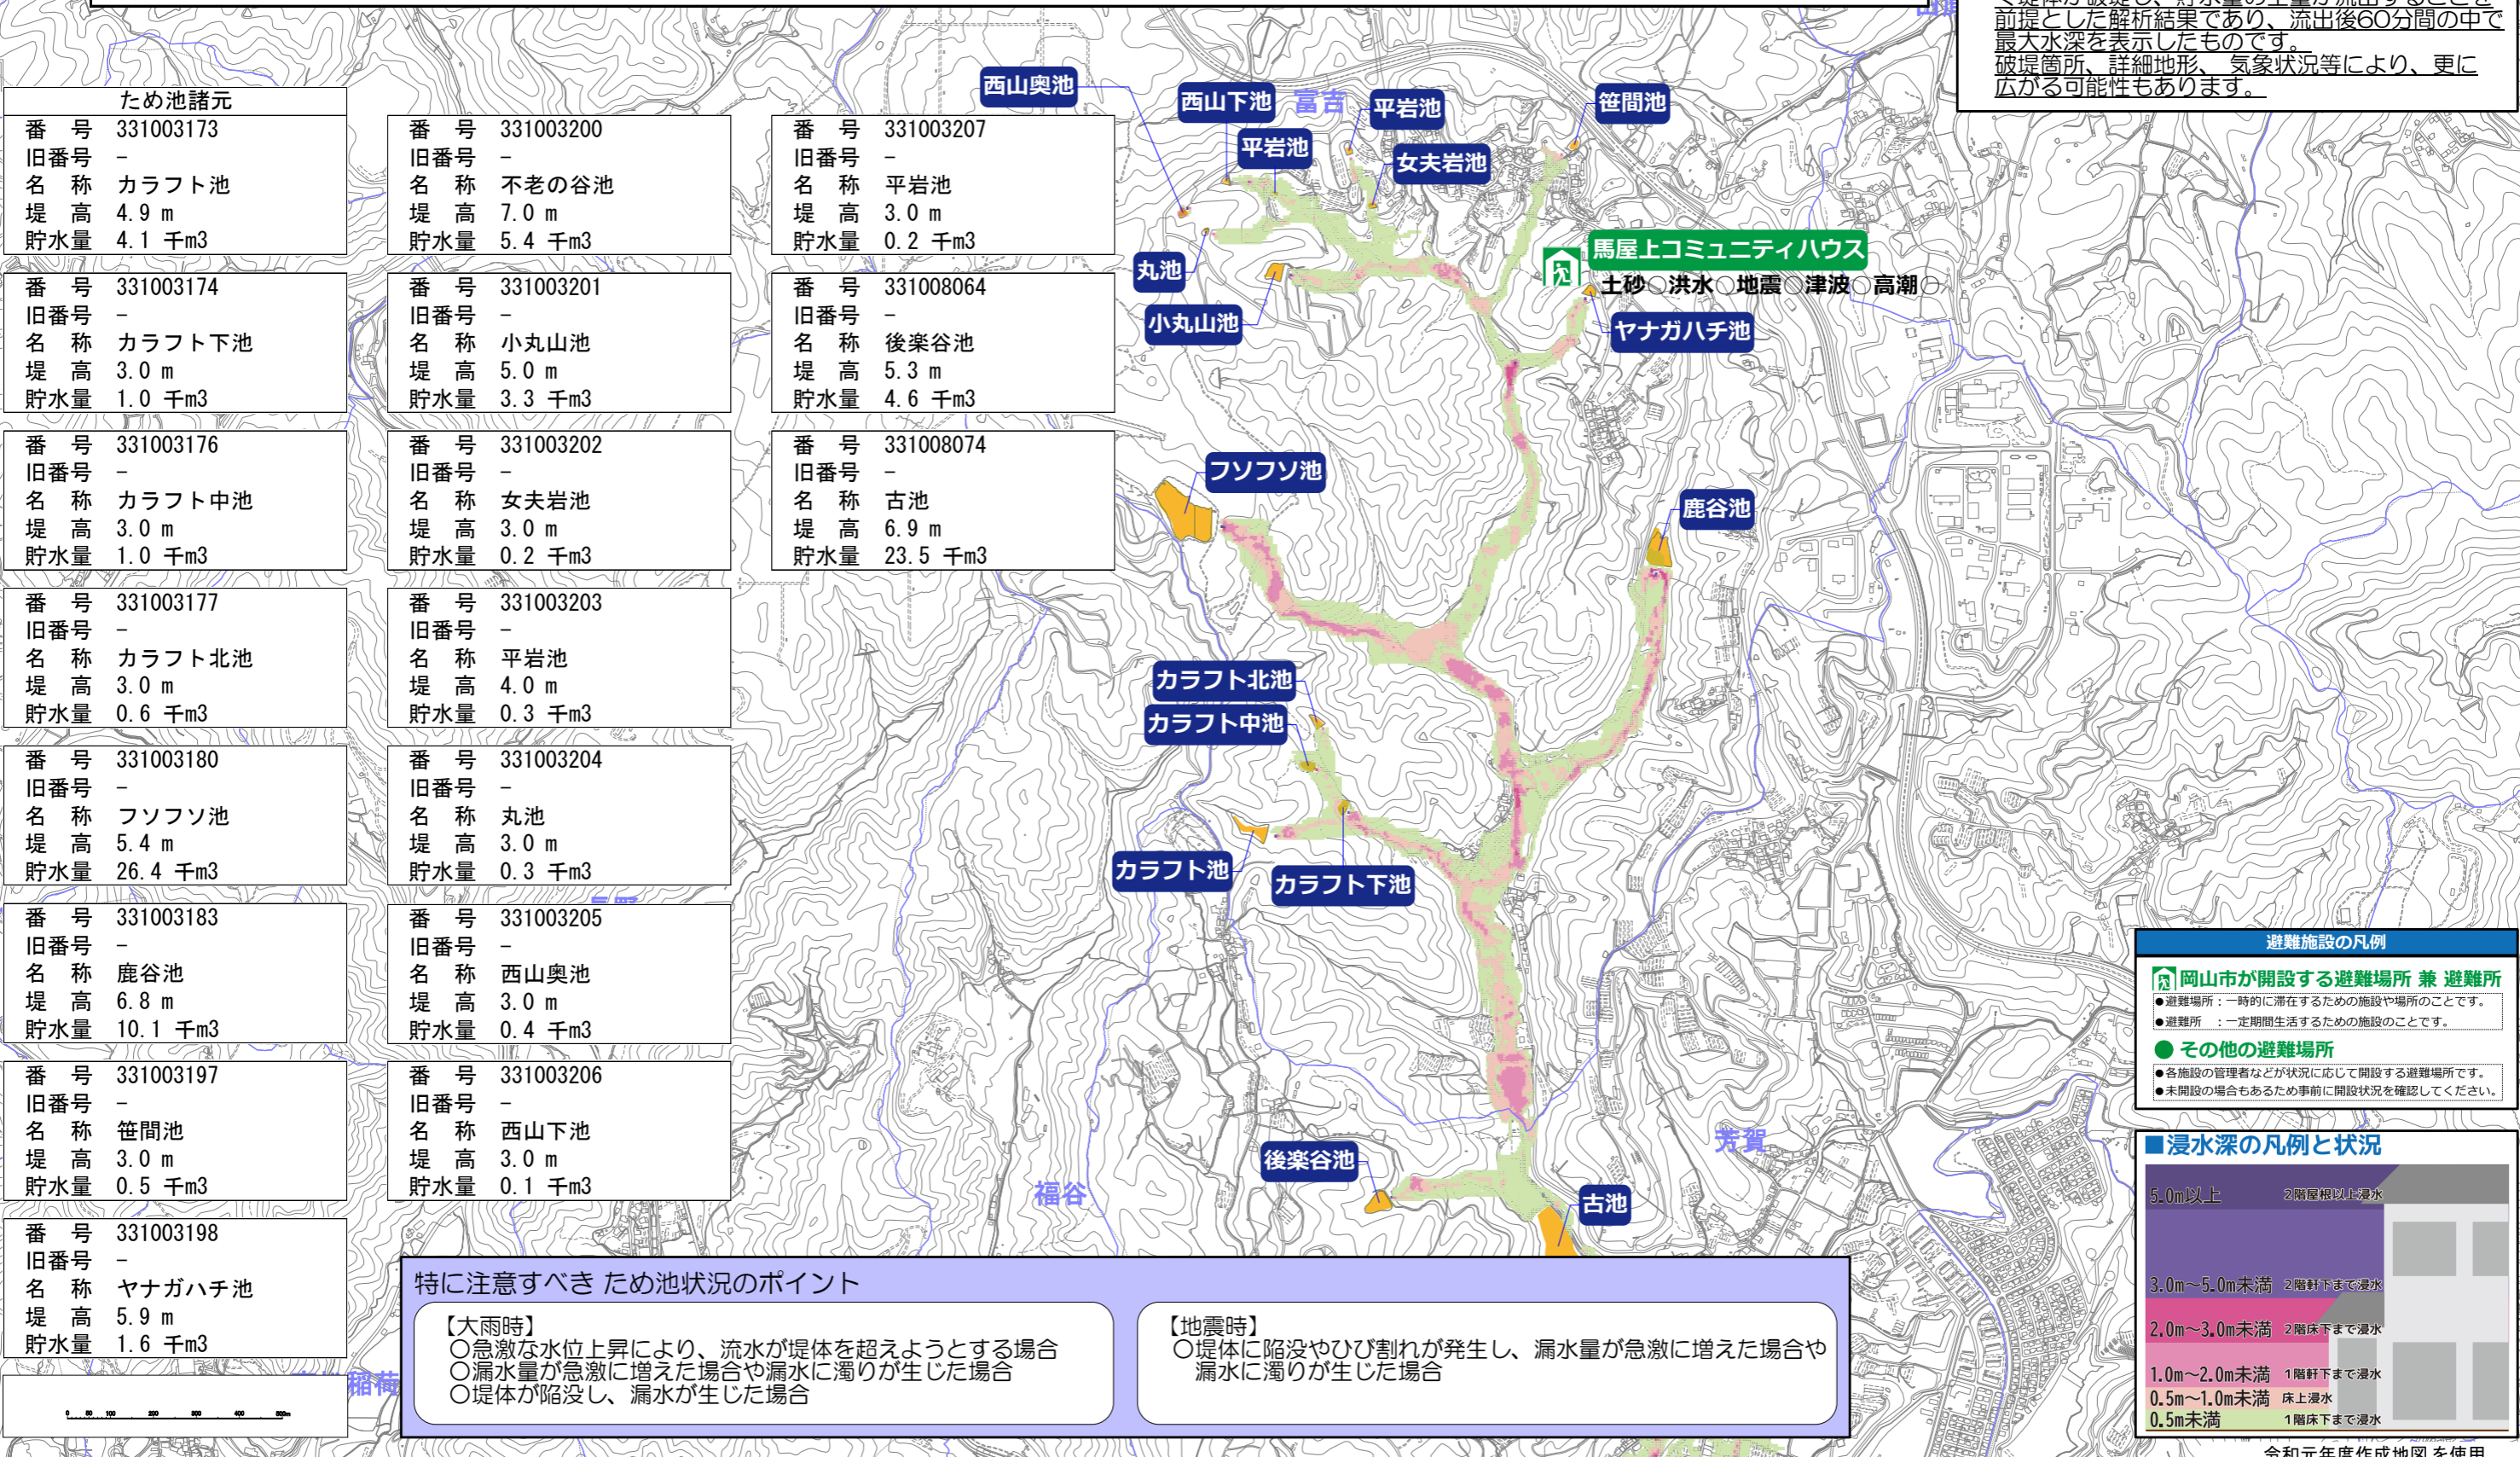 前提とした解析結果であり、流出後60分間の中で
最大水深を表示したものです。
破堤箇所、詳細地形、 気象状況等により、更に
広がる可能性もあります。
ため池諸元
番　号　331003173
旧番号　-
名　称　カラフト池
堤　高　4.9 m
貯水量　4.1 千m3
番　号　331003174
旧番号　-
名　称　カラフト下池
堤　高　3.0 m
貯水量　1.0 千m3
番　号　331003176
旧番号　-
名　称　カラフト中池
堤　高　3.0 m
貯水量　1.0 千m3
番　号　331003177
旧番号　-
名　称　カラフト北池
堤　高　3.0 m
貯水量　0.6 千m3
番　号　331003180
旧番号　-
名　称　フソフソ池
堤　高　5.4 m
貯水量　26.4 千m3
番　号　331003183
旧番号　-
名　称　鹿谷池
堤　高　6.8 m
貯水量　10.1 千m3
番　号　331003197
旧番号　-
名　称　笹間池
堤　高　3.0 m
貯水量　0.5 千m3
番　号　331003198
旧番号　-
名　称　ヤナガハチ池
堤　高　5.9 m
貯水量　1.6 千m3
番　号　331003200
旧番号　-
名　称　不老の谷池
堤　高　7.0 m
貯水量　5.4 千m3
番　号　331003201
旧番号　-
名　称　小丸山池
堤　高　5.0 m
貯水量　3.3 千m3
番　号　331003202
旧番号　-
名　称　女夫岩池
堤　高　3.0 m
貯水量　0.2 千m3
番　号　331003203
旧番号　-
名　称　平岩池
堤　高　4.0 m
貯水量　0.3 千m3
番　号　331003204
旧番号　-
名　称　丸池
堤　高　3.0 m
貯水量　0.3 千m3
番　号　331003205
旧番号　-
名　称　西山奥池
堤　高　3.0 m
貯水量　0.4 千m3
番　号　331003206
旧番号　-
名　称　西山下池
堤　高　3.0 m
貯水量　0.1 千m3
番　号　331003207
旧番号　-
名　称　平岩池
堤　高　3.0 m
貯水量　0.2 千m3
番　号　331008064
旧番号　-
名　称　後楽谷池
堤　高　5.3 m
貯水量　4.6 千m3
番　号　331008074
旧番号　-
名　称　古池
堤　高　6.9 m
貯水量　23.5 千m3
西山奥池
西山下池
富吉
平岩池
笹間池
平岩池
女夫岩池
丸池
小丸山池
馬屋上コミュニティハウス
土砂○洪水○地震○津波○高潮○
ヤナガハチ池
フソフソ池
鹿谷池
カラフト北池
カラフト中池
カラフト池
カラフト下池
後楽谷池
古池
福谷
芳賀
稲荷
0 50 100 200 300 400 500m
特に注意すべき ため池状況のポイント
【大雨時】
○急激な水位上昇により、流水が堤体を超えようとする場合
○漏水量が急激に増えた場合や漏水に濁りが生じた場合
○堤体が陥没し、漏水が生じた場合
【地震時】
○堤体に陥没やひび割れが発生し、漏水量が急激に増えた場合や
漏水に濁りが生じた場合
避難施設の凡例
岡山市が開設する避難場所 兼 避難所
●避難場所：一時的に滞在するための施設や場所のことです。
●避難所　：一定期間生活するための施設のことです。
● その他の避難場所
●各施設の管理者などが状況に応じて開設する避難場所です。
●未開設の場合もあるため事前に開設状況を確認してください。
■浸水深の凡例と状況
5.0m以上　2階屋根以上浸水
3.0m～5.0m未満　2階軒下まで浸水
2.0m～3.0m未満　2階床下まで浸水
1.0m～2.0m未満　1階軒下まで浸水
0.5m～1.0m未満　床上浸水
0.5m未満　1階床下まで浸水
令和元年度作成地図 を使用